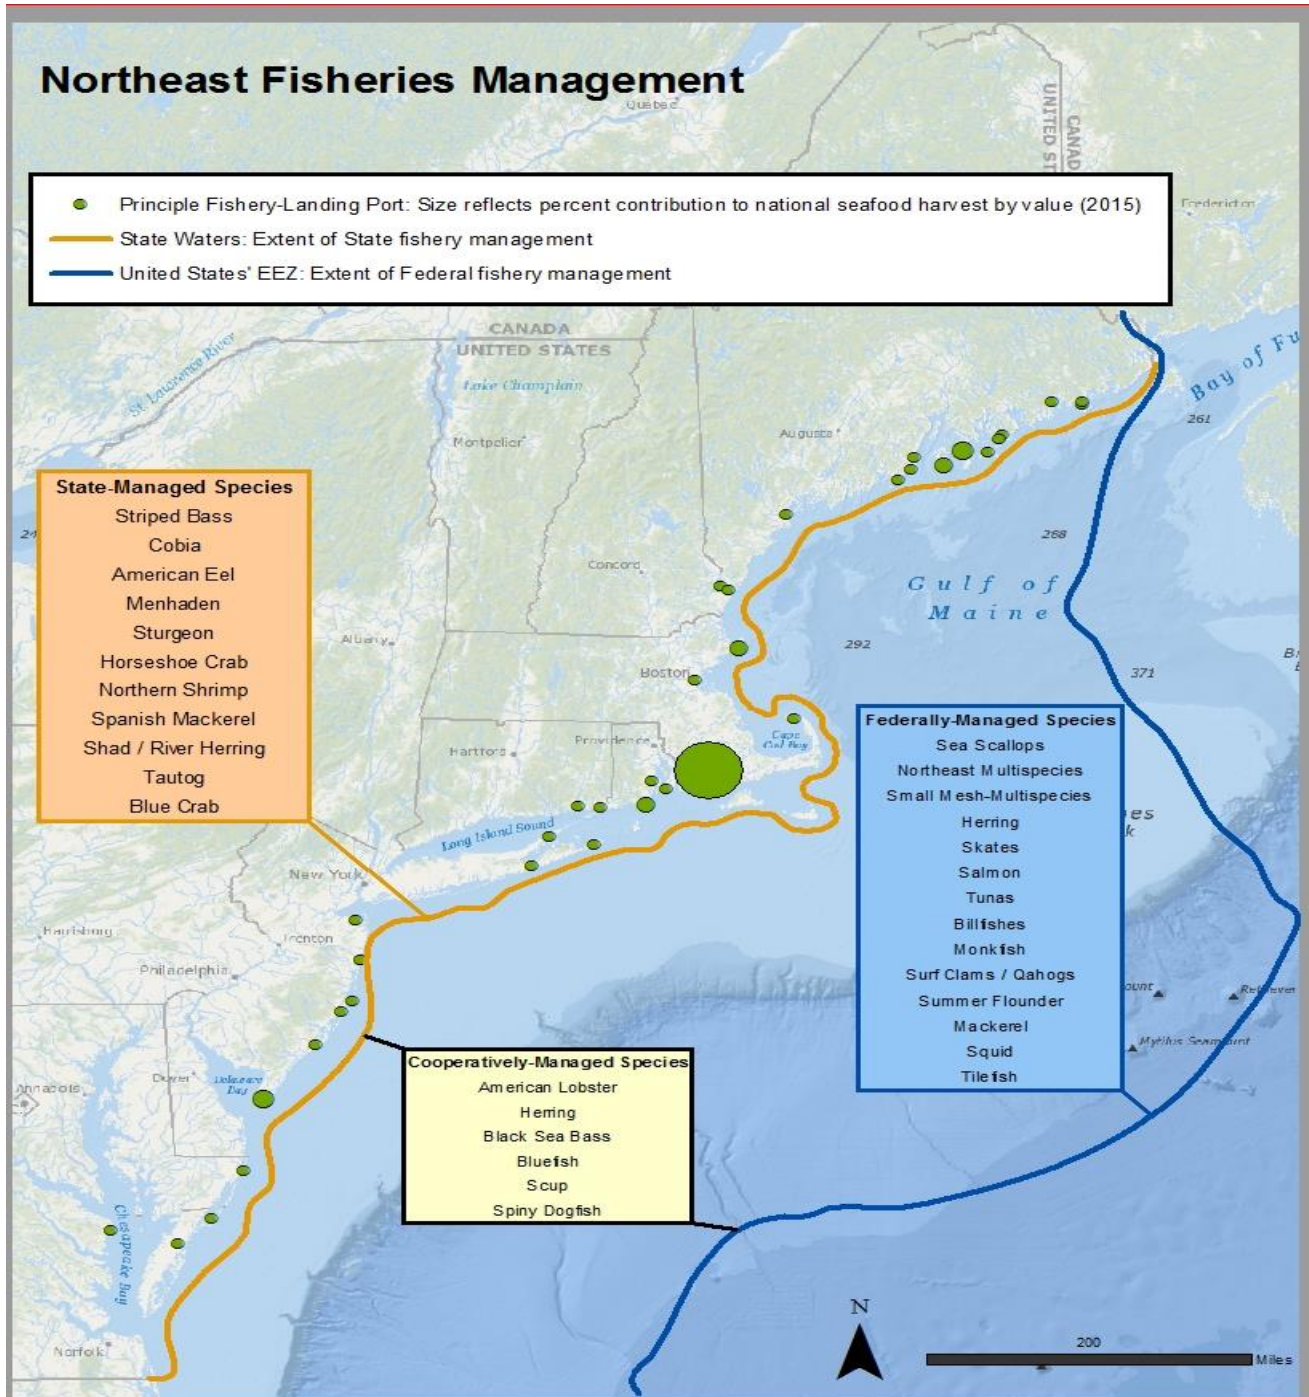 Northeast Fisheries Management
Québec
CANAD
UNITED ST
Principle Fishery-Landing Port: Size reflects percent contribution to national seafood harvest by value (2015)
State Waters: Extent of State fishery management
United States' EEZ: Extent of Federal fishery management
Fredericton
CANADA
UNITED STATES
St Lawrence River
Lake Champlain
Bay of Fu
261
Montpelier
Augusta
State-Managed Species
Striped Bass
Cobia
American Eel
Menhaden
Sturgeon
Horseshoe Crab
Northern Shrimp
Spanish Mackerel
Shad / River Herring
Tautog
Blue Crab
24
268
Concord
Gulf of
Maine
Albany
292
Boston
371
Federally-Managed Species
Sea Scallops
Northeast Multispecies
Small Mesh-Multispecies
Herring
Skates
Salmon
Tunas
Billfishes
Monkfish
Surf Clams / Qahogs
Summer Flounder
Mackerel
Squid
Tilefish
Hartford
Providence
Cape
Cod Bay
es
k
Long Island Sound
New York
Harrisburg
Trenton
Philadelphia
ount
Retriever
Mytilus Seamount
Cooperatively-Managed Species
American Lobster
Herring
Black Sea Bass
Bluefish
Scup
Spiny Dogfish
Annapolis
Dover
Delaware
Bay
Chesapeake Bay
Norfolk
N
200
Miles